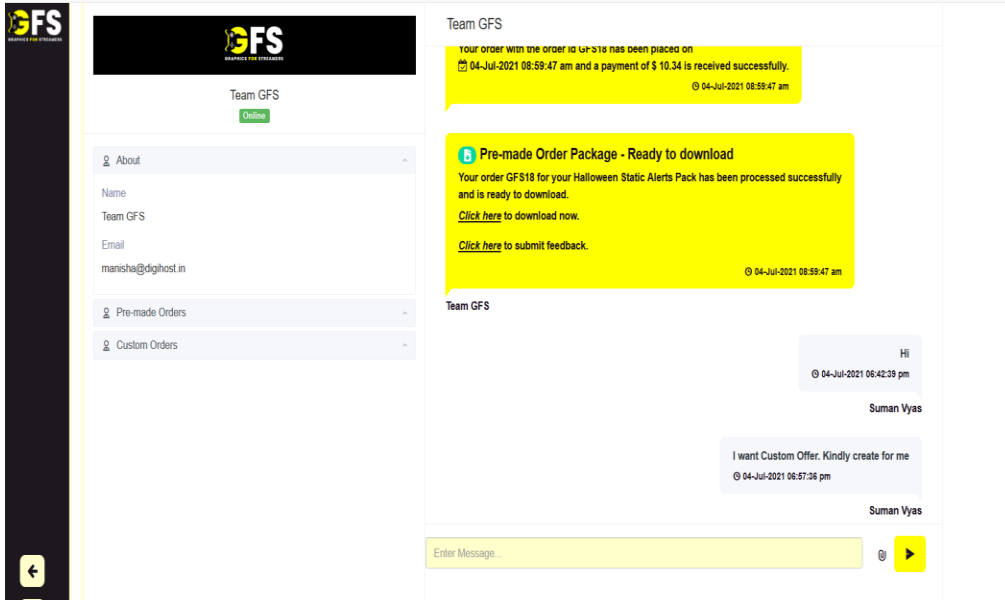 GFS
GRAPHICS FOR STREAMERS
GFS
GRAPHICS FOR STREAMERS
Team GFS
Online
About
Name
Team GFS
Email
manisha@digihost.in
Pre-made Orders
Custom Orders
Team GFS
Your order with the order id GFS18 has been placed on
04-Jul-2021 08:59:47 am and a payment of $ 10.34 is received successfully.
04-Jul-2021 08:59:47 am
Pre-made Order Package - Ready to download
Your order GFS18 for your Halloween Static Alerts Pack has been processed successfully
and is ready to download.
Click here to download now.
Click here to submit feedback.
04-Jul-2021 08:59:47 am
Team GFS
Hi
04-Jul-2021 06:42:39 pm
Suman Vyas
I want Custom Offer. Kindly create for me
04-Jul-2021 06:57:36 pm
Suman Vyas
Enter Message...